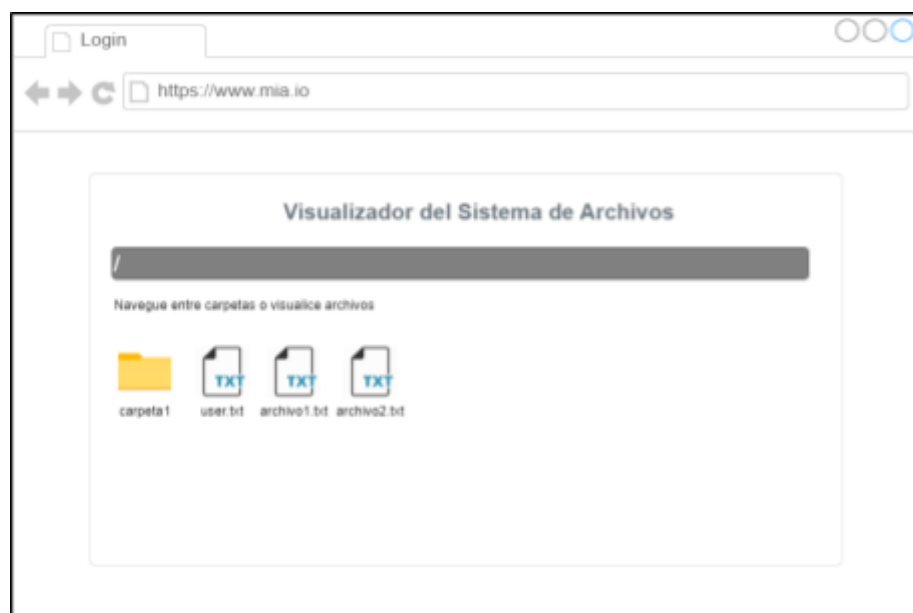 Login
https://www.mia.io
Visualizador del Sistema de Archivos
/
Navegue entre carpetas o visualice archivos
TXT TXT TXT
carpeta1 user.txt archivo1.txt archivo2.txt